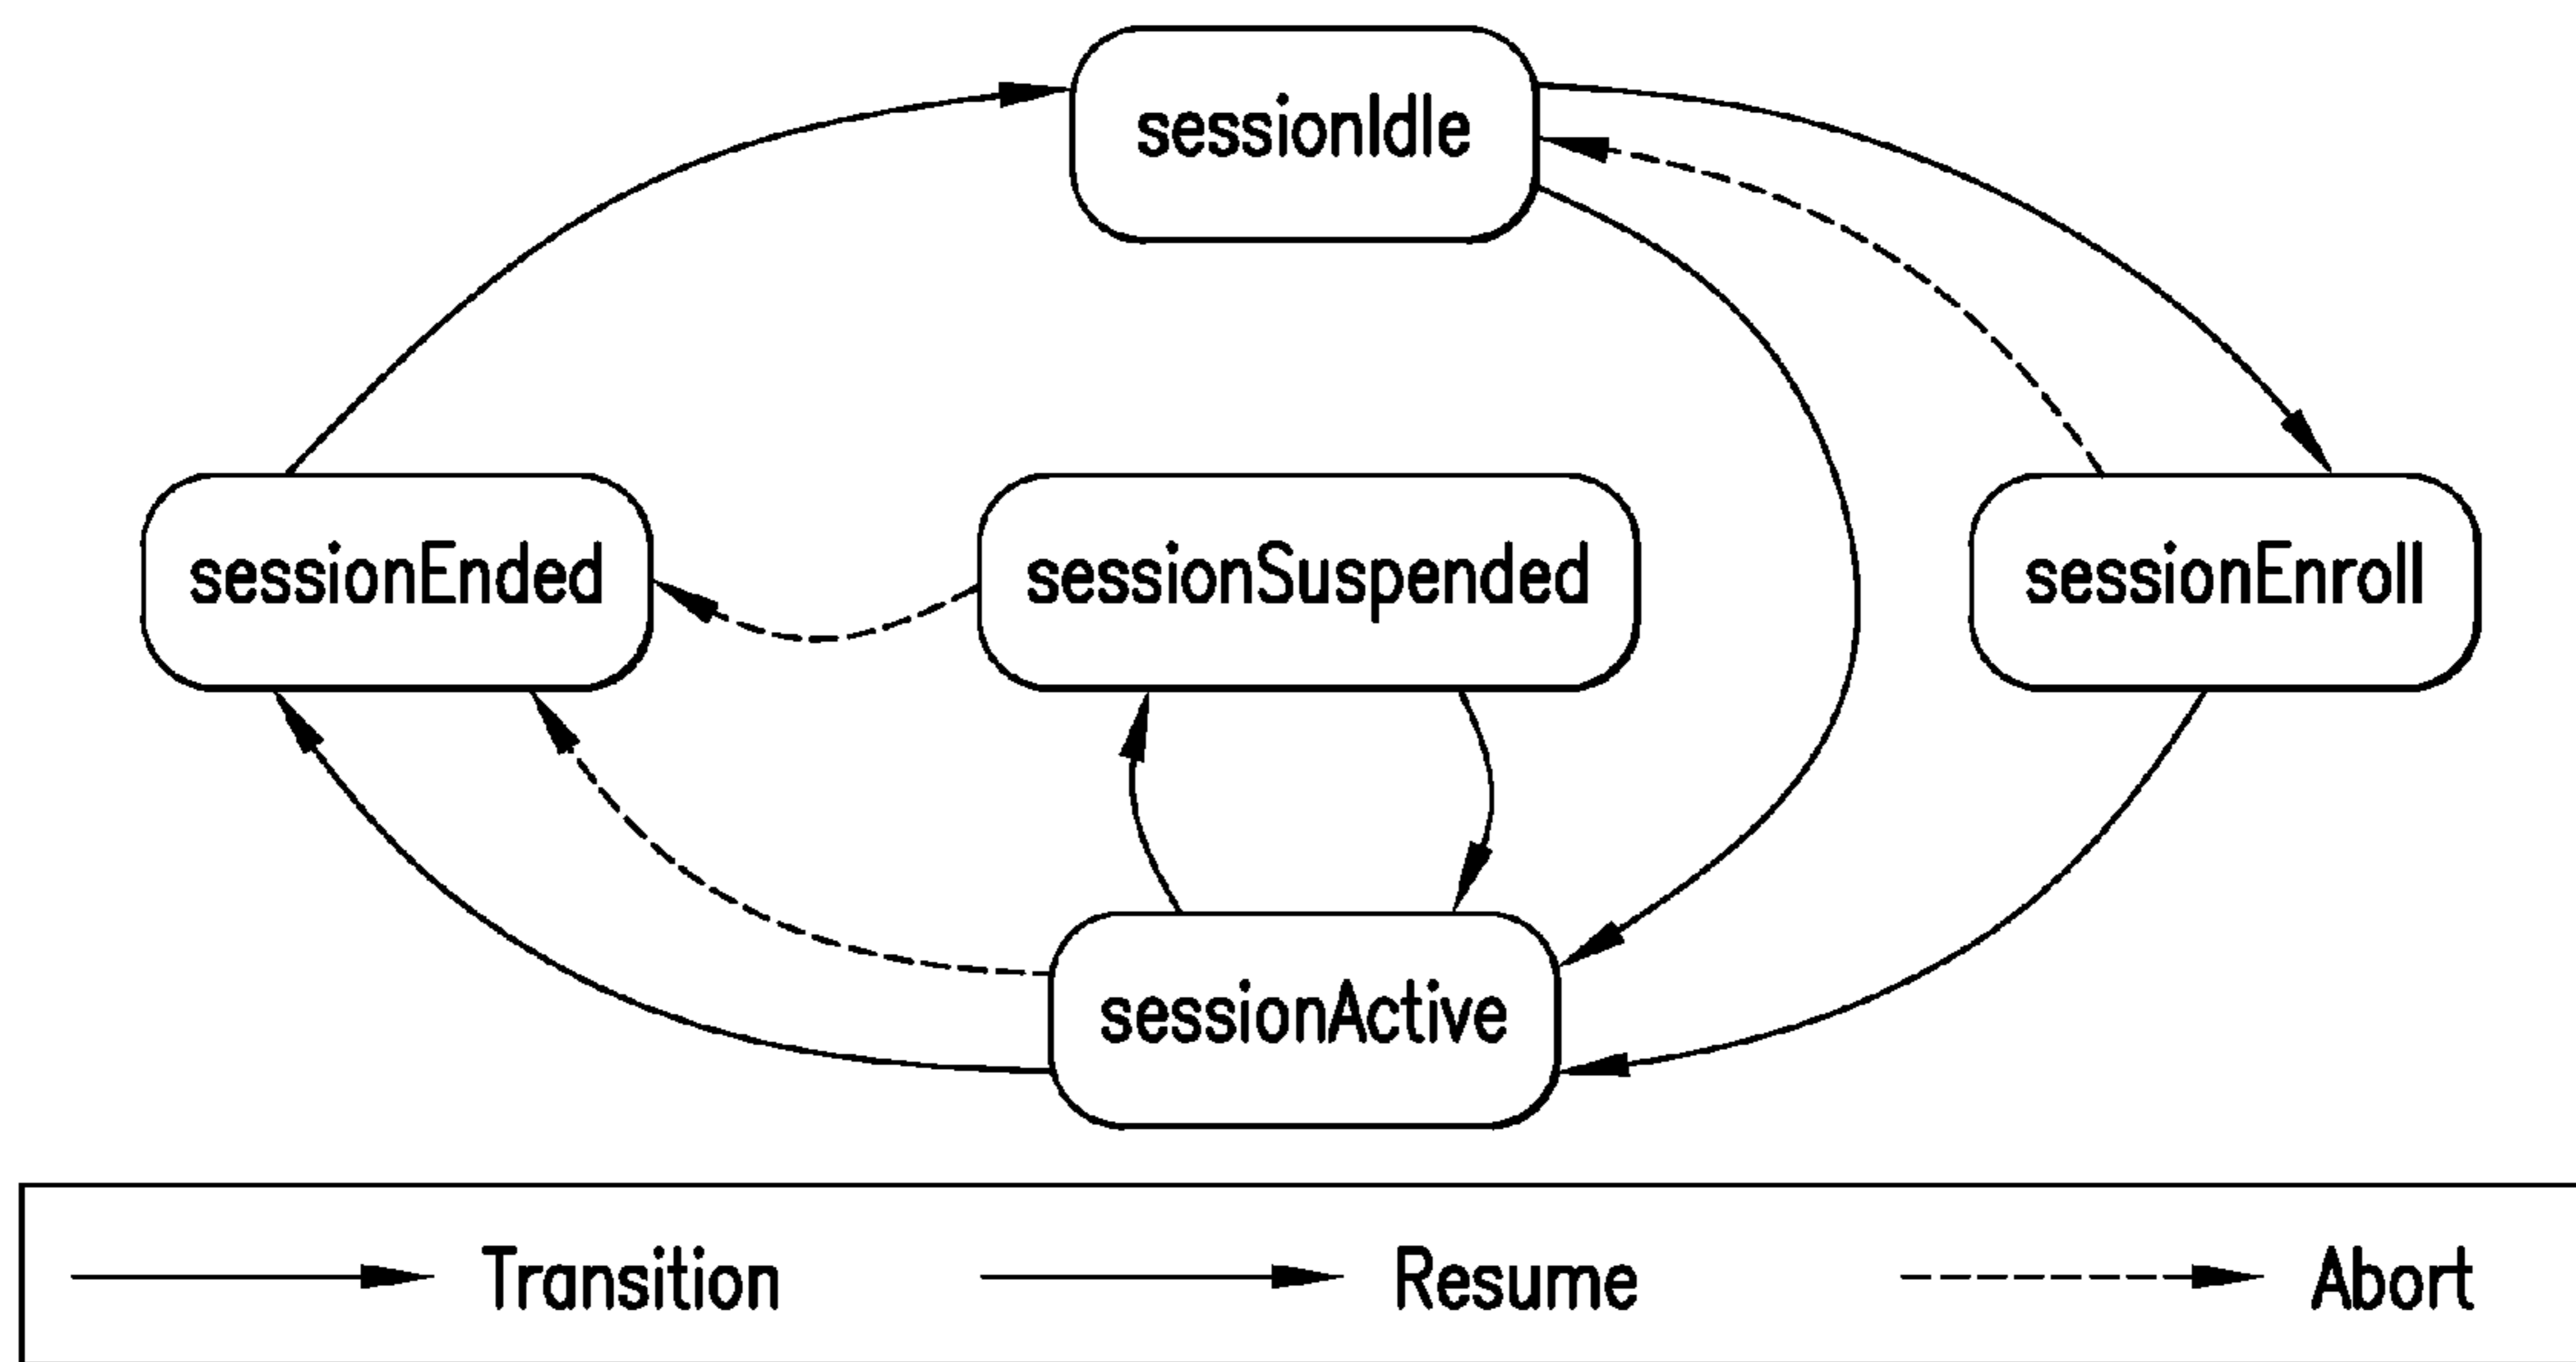 sessionIdle
sessionEnded
sessionSuspended
sessionEnroll
sessionActive
Transition
Resume
Abort